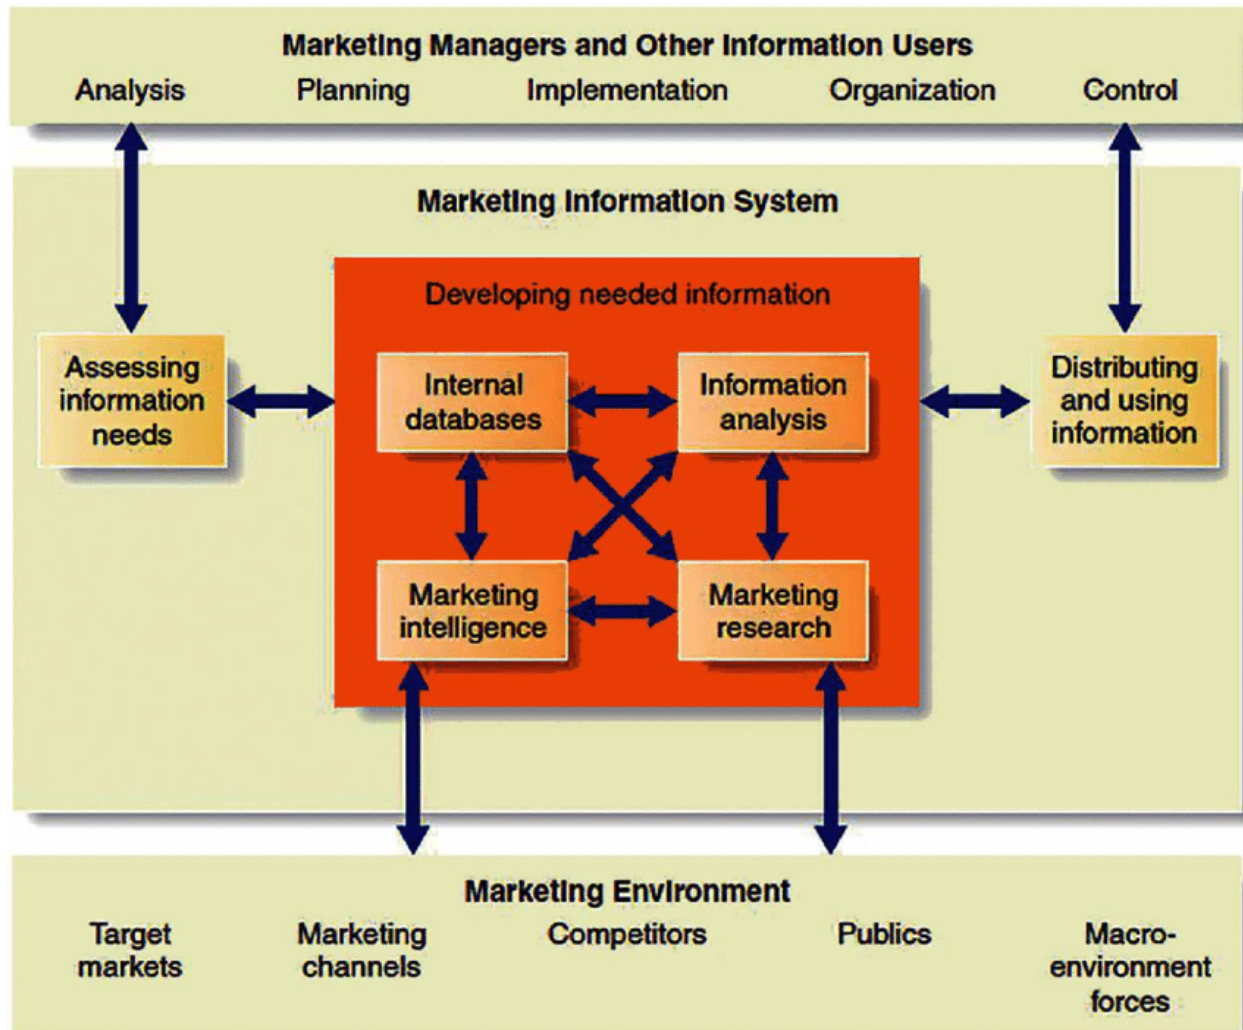 Marketing Managers and Other Information Users
Analysis Planning Implementation Organization Control
Marketing Information System
Developing needed information
Assessing
information
needs
Internal
databases
Information
analysis
Distributing
and using
information
Marketing
intelligence
Marketing
research
Marketing Environment
Target
markets
Marketing
channels
Competitors
Publics
Macro-
environment
forces